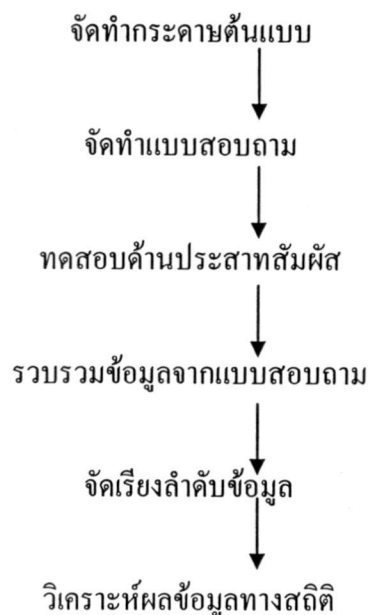 จัดทำกระดาษต้นแบบ
จัดทำแบบสอบถาม
ทดสอบด้านประสาทสัมผัส
รวบรวมข้อมูลจากแบบสอบถาม
จัดเรียงลำดับข้อมูล
วิเคราะห์ผลข้อมูลทางสถิติ